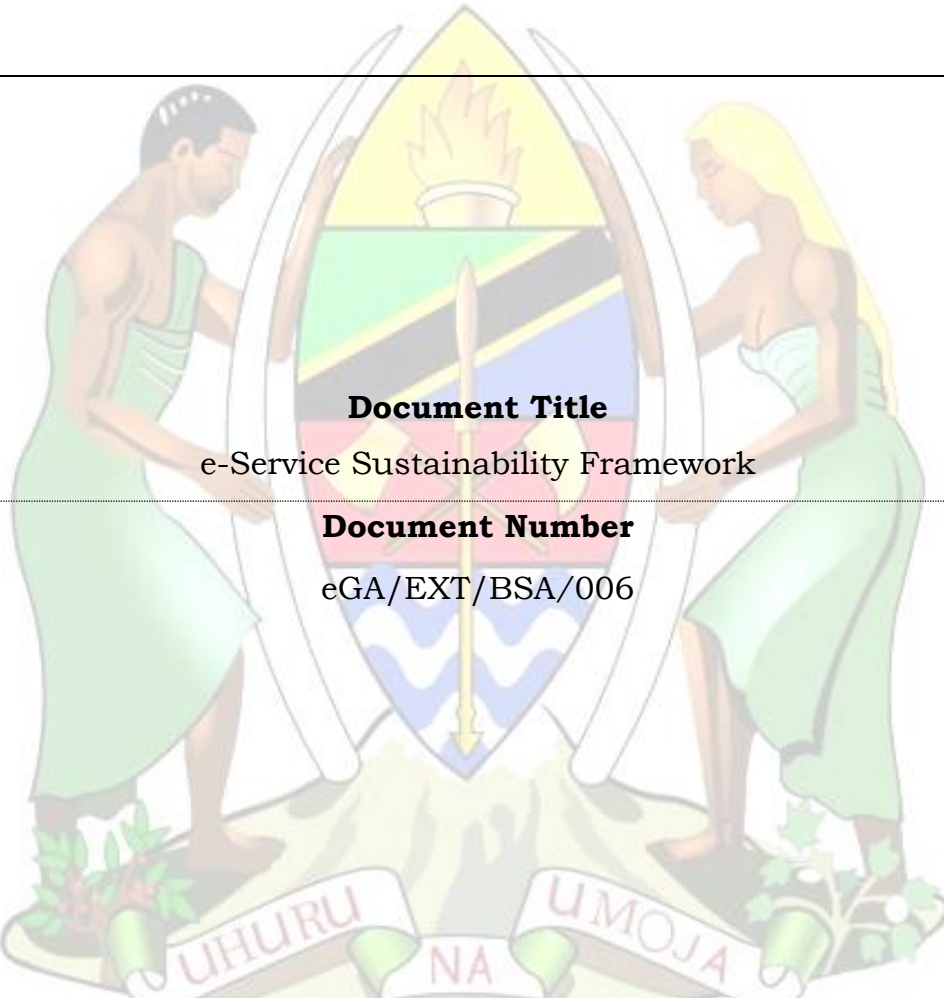 Document Title
e-Service Sustainability Framework
Document Number
eGA/EXT/BSA/006
UHURU NA UMOJA